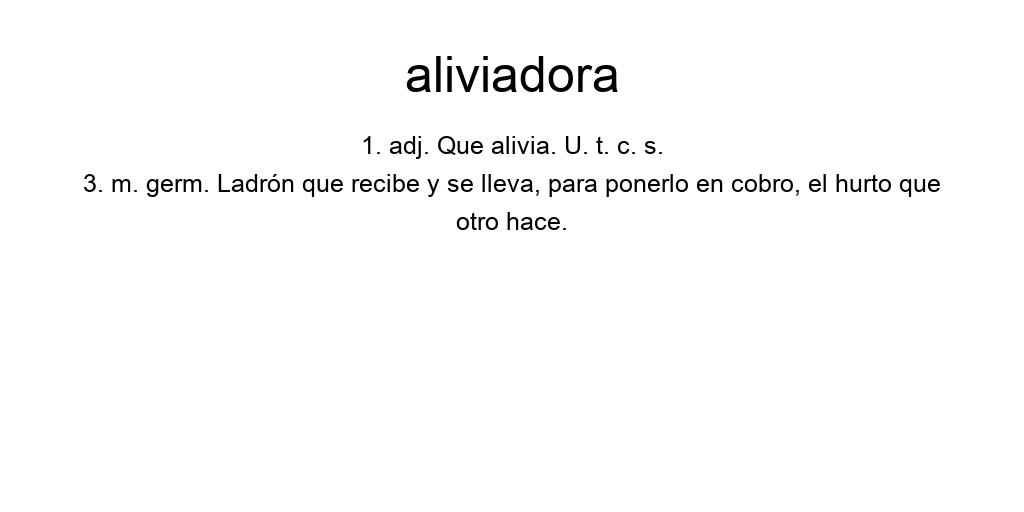 aliviadora
1. adj. Que alivia. U. t. c. s.
3. m. germ. Ladrón que recibe y se lleva, para ponerlo en cobro, el hurto que
otro hace.